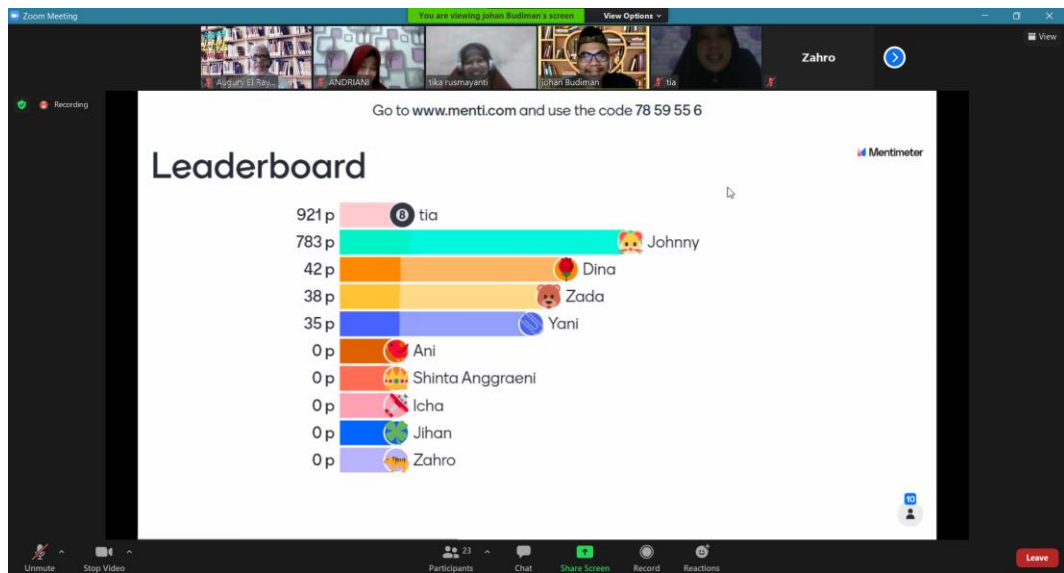 Zoom Meeting
You are viewing johan Budiman's screen
View Options
View
Augury El Ray...
ANDRIANI
tika rusmayanti
johan Budiman
tia
Zahro
Recording
Go to www.menti.com and use the code 78 59 55 6
Mentimeter
Leaderboard
921 p 8 tia
783 p Johnny
42 p Dina
38 p Zada
35 p Yani
0 p Ani
0 p Shinta Anggraeni
0 p Icha
0 p Jihan
0 p Zahro
10
Unmute
Stop Video
Participants 23
Chat
Share Screen
Record
Reactions
Leave